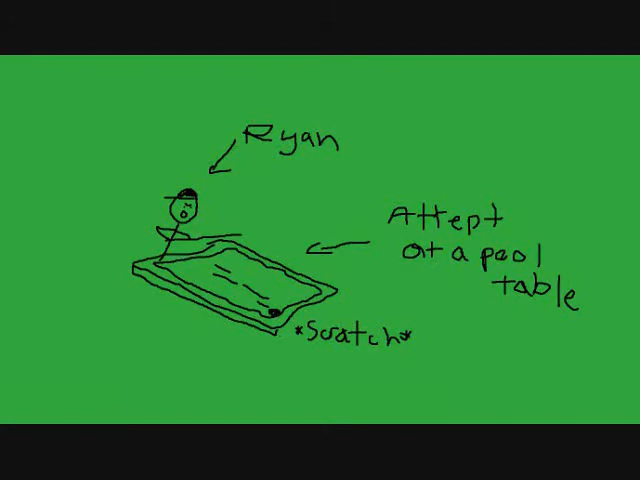 Ryan
Attept
at a pool
table
*Scratch*